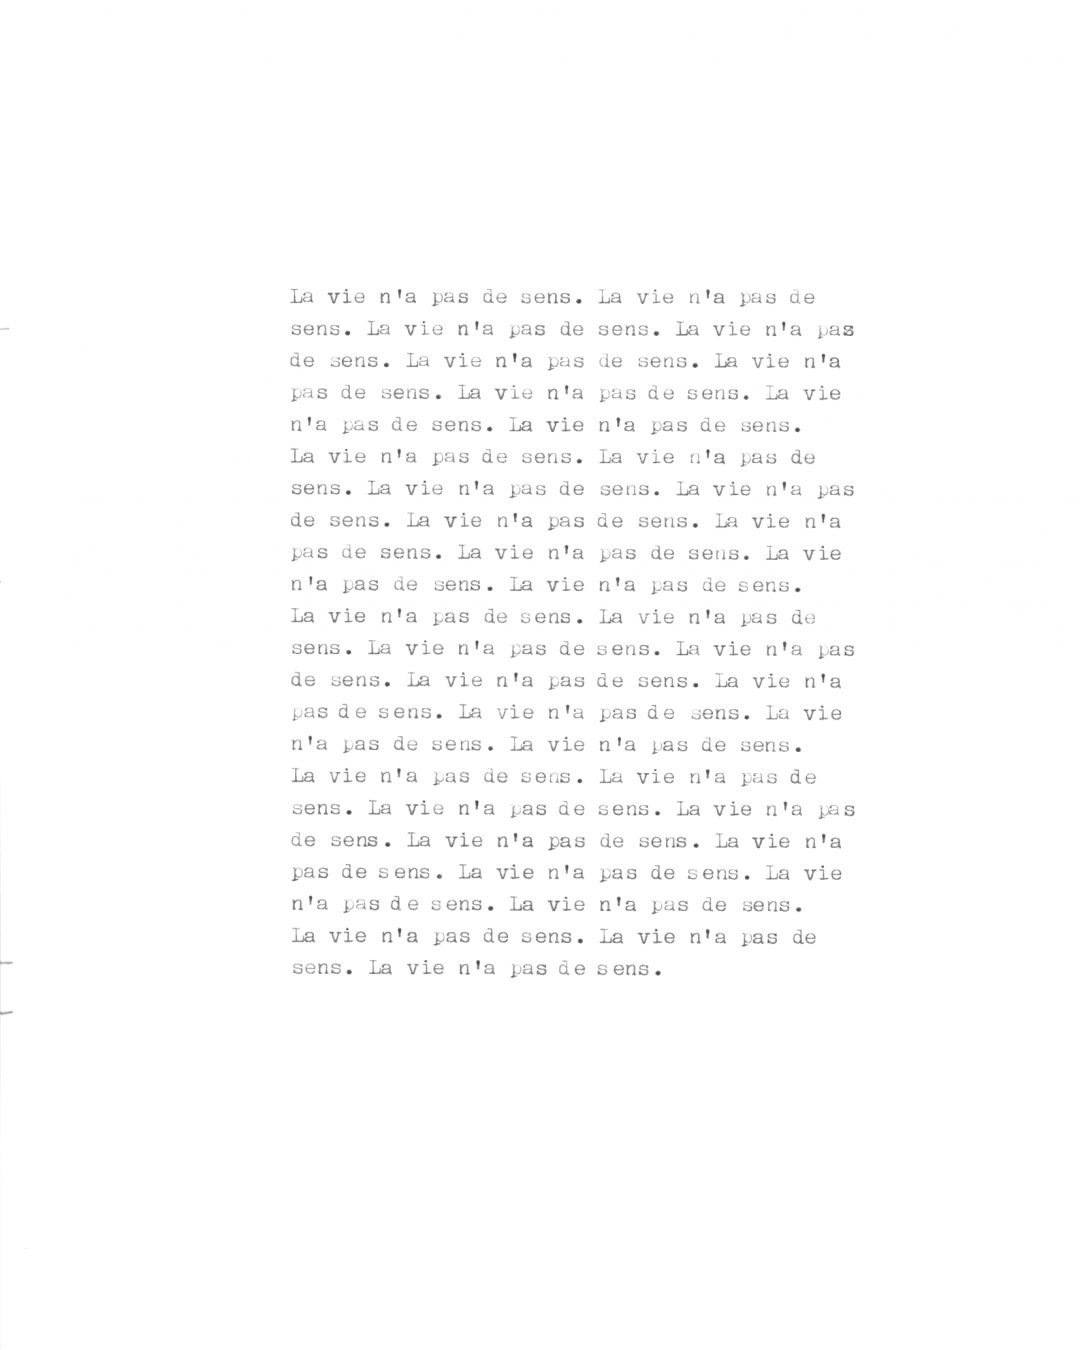 La vie n'a pas de sens. La vie n'a pas de
sens. La vie n'a pas de sens. La vie n'a pas
de sens. La vie n'a pas de sens. La vie n'a
pas de sens. La vie n'a pas de sens. La vie
n'a pas de sens. La vie n'a pas de sens.
La vie n'a pas de sens. La vie n'a pas de
sens. La vie n'a pas de sens. La vie n'a pas
de sens. La vie n'a pas de sens. La vie n'a
pas de sens. La vie n'a pas de sens. La vie
n'a pas de sens. La vie n'a pas de sens.
La vie n'a pas de sens. La vie n'a pas de
sens. La vie n'a pas de sens. La vie n'a pas
de sens. La vie n'a pas de sens. La vie n'a
pas de sens. La vie n'a pas de sens. La vie
n'a pas de sens. La vie n'a pas de sens.
La vie n'a pas de sens. La vie n'a pas de
sens. La vie n'a pas de sens. La vie n'a pas
de sens. La vie n'a pas de sens. La vie n'a
pas de sens. La vie n'a pas de sens. La vie
n'a pas de sens. La vie n'a pas de sens.
La vie n'a pas de sens. La vie n'a pas de
sens. La vie n'a pas de sens.